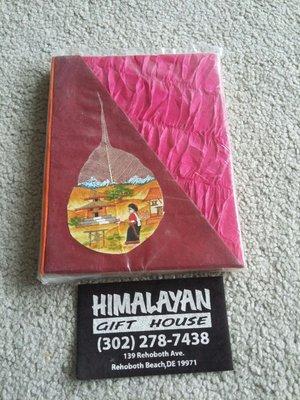 HIMALAYAN
GIFT HOUSE
(302) 278-7438
139 Rehoboth Ave.
Rehoboth Beach,DE 19971